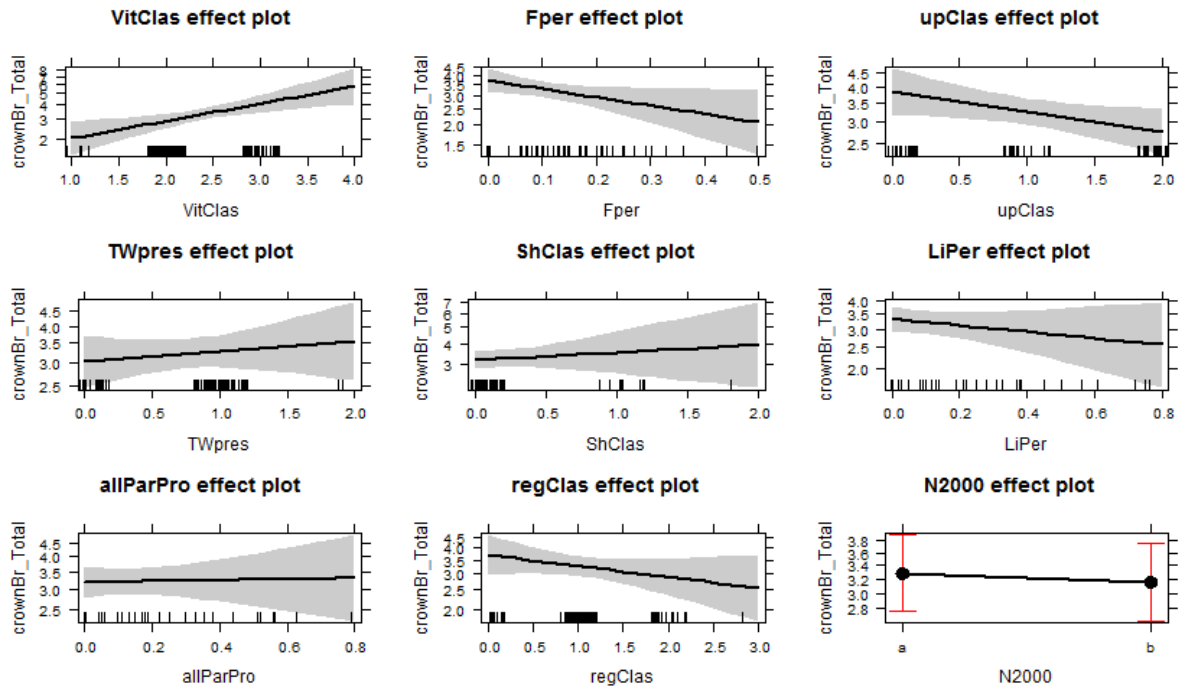 VitClas effect plot
crownBr_Total
8
7
6
5
4
3
2
1.0 1.5 2.0 2.5 3.0 3.5 4.0
VitClas
Fper effect plot
crownBr_Total
4.5
4.0
3.5
3.0
2.5
2.0
1.5
0.0 0.1 0.2 0.3 0.4 0.5
Fper
upClas effect plot
crownBr_Total
4.5
4.0
3.5
3.0
2.5
0.0 0.5 1.0 1.5 2.0
upClas
TWpres effect plot
crownBr_Total
4.5
4.0
3.5
3.0
2.5
0.0 0.5 1.0 1.5 2.0
TWpres
ShClas effect plot
crownBr_Total
7
6
5
4
3
0.0 0.5 1.0 1.5 2.0
ShClas
LiPer effect plot
crownBr_Total
4.0
3.5
3.0
2.5
2.0
0.0 0.2 0.4 0.6 0.8
LiPer
allParPro effect plot
crownBr_Total
4.5
4.0
3.5
3.0
2.5
0.0 0.2 0.4 0.6 0.8
allParPro
regClas effect plot
crownBr_Total
4.5
4.0
3.5
3.0
2.5
2.0
0.0 0.5 1.0 1.5 2.0 2.5 3.0
regClas
N2000 effect plot
crownBr_Total
3.8
3.6
3.4
3.2
3.0
2.8
a b
N2000